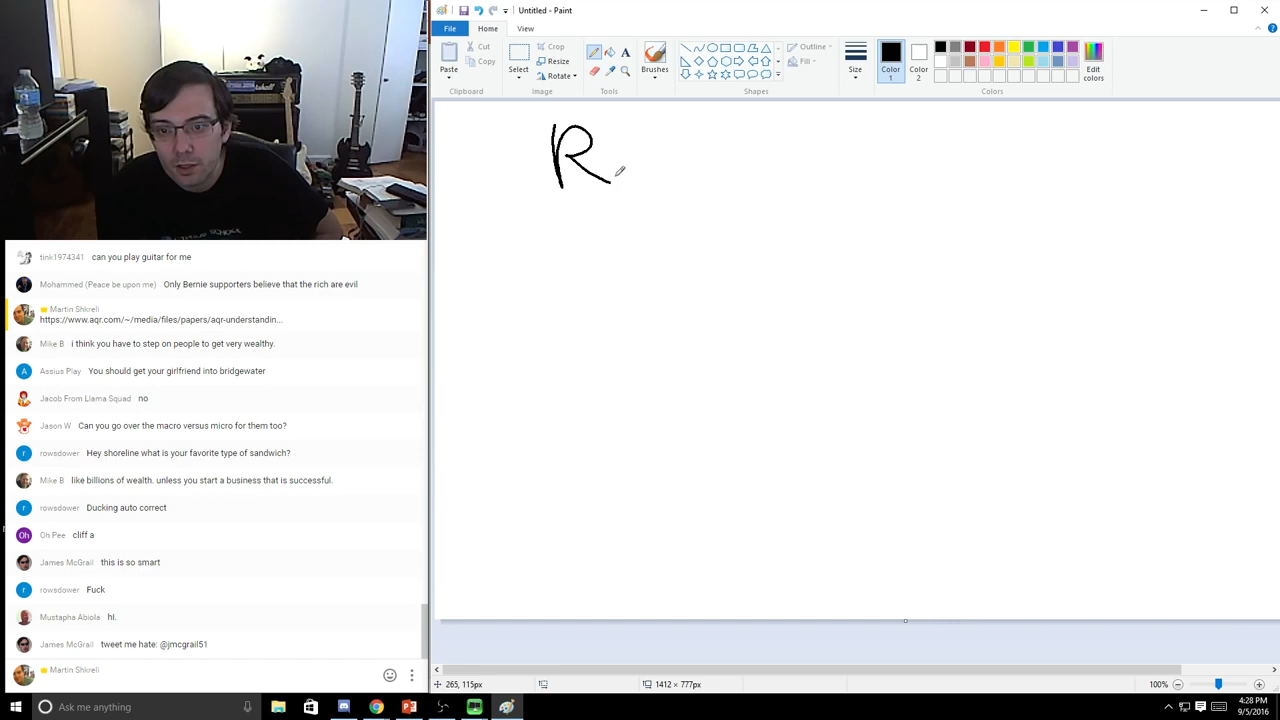 Untitled - Paint
File Home View
Paste
Cut
Copy
Clipboard
Select
Crop
Resize
Rotate
Image
Tools
Brushes
Shapes
Outline
Fill
Size
Color 1
Color 2
Edit colors
Colors
R
tink1974341 can you play guitar for me
Mohammed (Peace be upon me) Only Bernie supporters believe that the rich are evil
Martin Shkreli
https://www.aqr.com/~/media/files/papers/aqr-understandin...
Mike B i think you have to step on people to get very wealthy.
A Assius Play You should get your girlfriend into bridgewater
Jacob From Llama Squad no
Jason W Can you go over the macro versus micro for them too?
r rowsdower Hey shoreline what is your favorite type of sandwich?
Mike B like billions of wealth. unless you start a business that is successful.
r rowsdower Ducking auto correct
Oh Oh Pee cliff a
James McGrail this is so smart
r rowsdower Fuck
Mustapha Abiola hI.
James McGrail tweet me hate: @jmcgrail51
Martin Shkreli
265, 115px
1412 × 777px
100%
Ask me anything
4:28 PM
9/5/2016